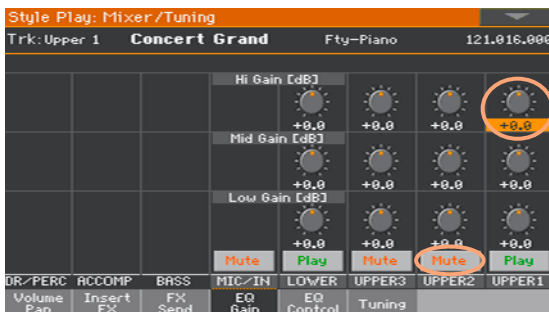 Style Play: Mixer/Tuning
Trk: Upper 1 Concert Grand Fty-Piano 121.016.000
Hi Gain [dB]
+0.0 +0.0 +0.0 +0.0
Mid Gain [dB]
+0.0 +0.0 +0.0 +0.0
Low Gain [dB]
+0.0 +0.0 +0.0 +0.0
Mute Play Mute Mute Play
DR/PERC ACCOMP BASS MIC/IN LOWER UPPER3 UPPER2 UPPER1
Volume Insert FX EQ EQ Tuning
Pan FX Send Gain Control